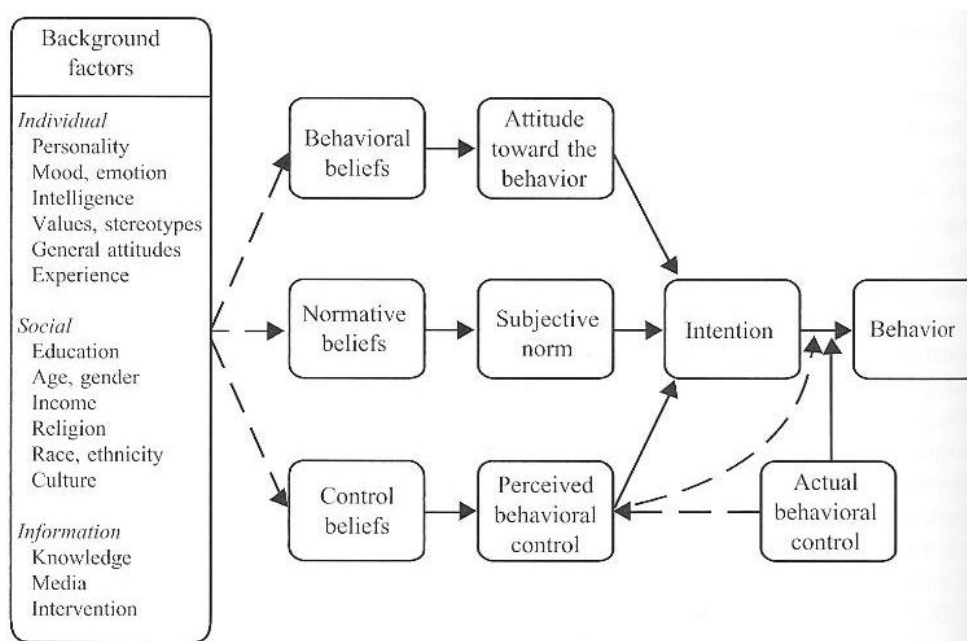 Background
factors
Individual
Personality
Mood, emotion
Intelligence
Values, stereotypes
General attitudes
Experience
Social
Education
Age, gender
Income
Religion
Race, ethnicity
Culture
Information
Knowledge
Media
Intervention
Behavioral
beliefs
Attitude
toward the
behavior
Normative
beliefs
Subjective
norm
Intention
Behavior
Control
beliefs
Perceived
behavioral
control
Actual
behavioral
control